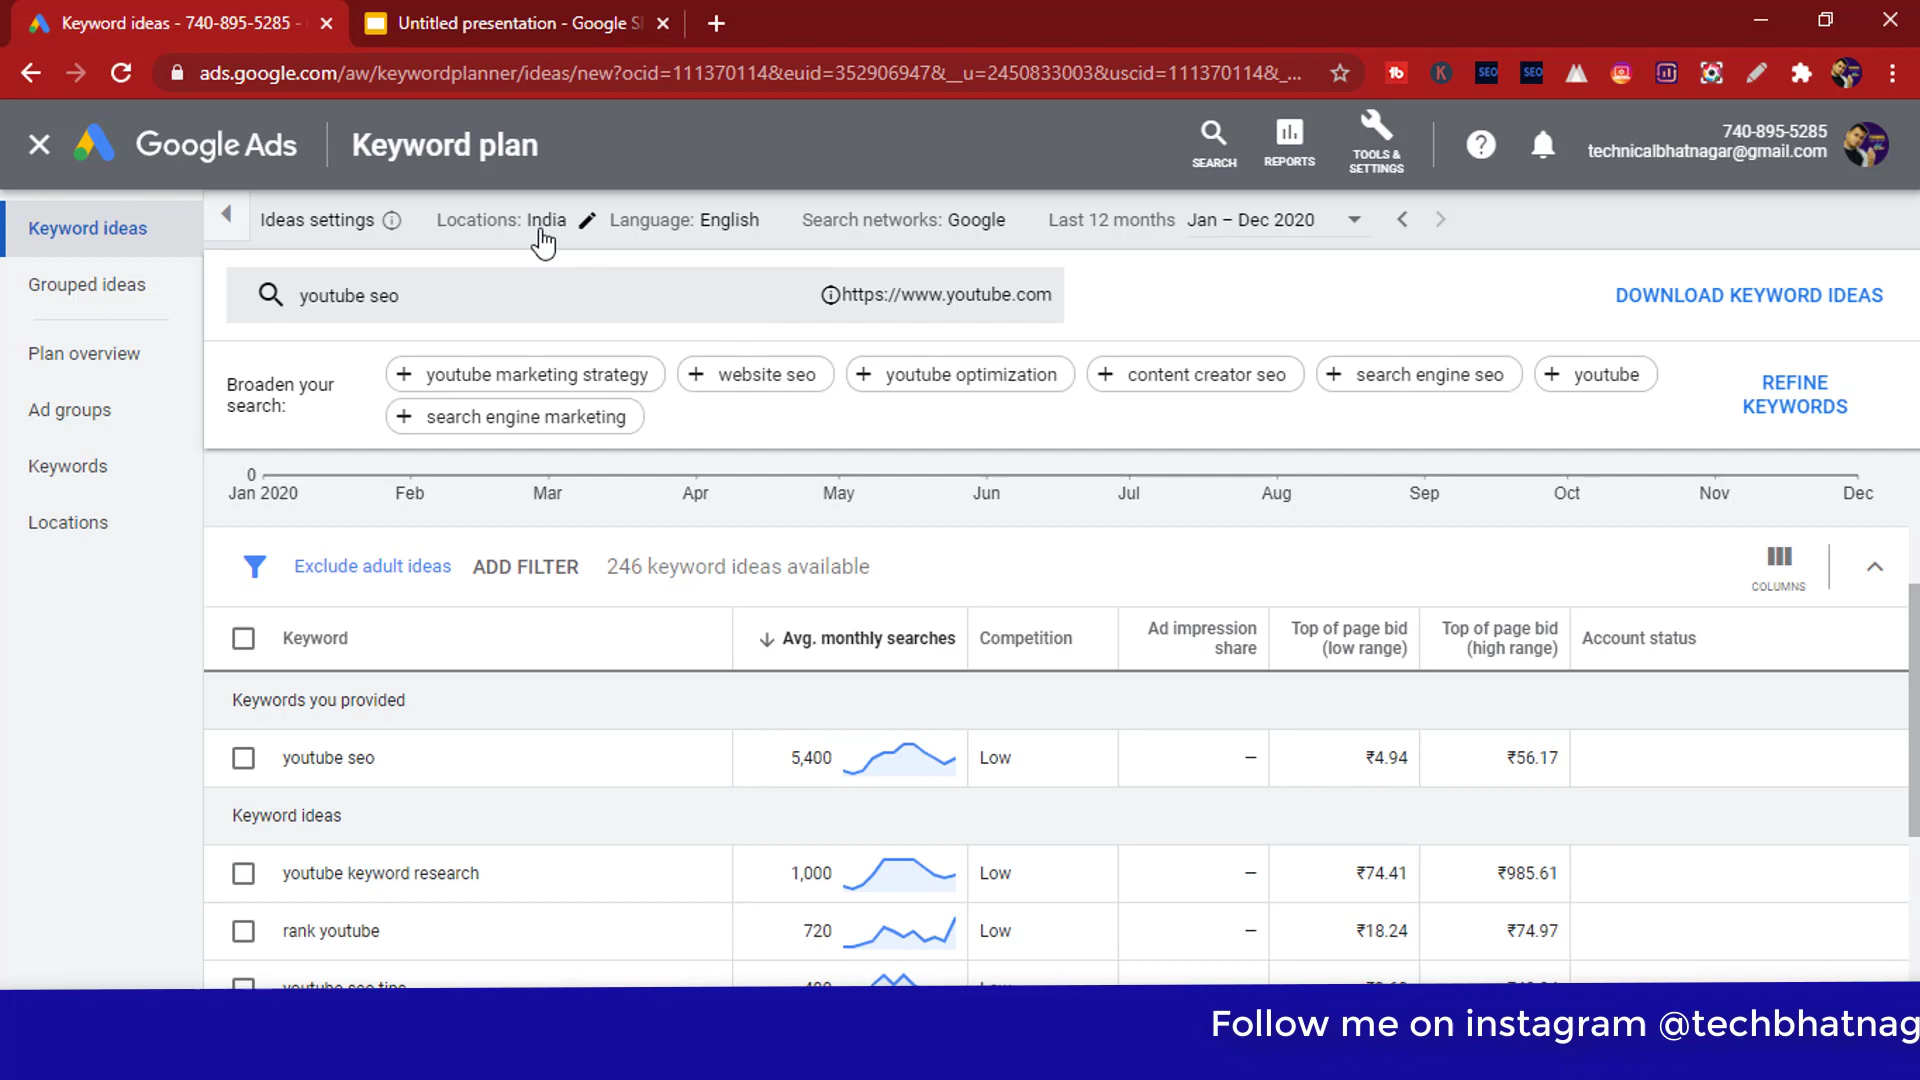 Keyword ideas - 740-895-5285 -
Untitled presentation - Google S
ads.google.com/aw/keywordplanner/ideas/new?ocid=111370114&euid=352906947&__u=2450833003&uscid=111370114&_...
tb
K
SEO
SEO
Google Ads
Keyword plan
SEARCH
REPORTS
TOOLS &
SETTINGS
740-895-5285
technicalbhatnagar@gmail.com
Keyword ideas
Grouped ideas
Plan overview
Ad groups
Keywords
Locations
Ideas settings Locations: India Language: English Search networks: Google Last 12 months Jan – Dec 2020
youtube seo
https://www.youtube.com
DOWNLOAD KEYWORD IDEAS
Broaden your
search:
+ youtube marketing strategy
+ website seo
+ youtube optimization
+ content creator seo
+ search engine seo
+ youtube
+ search engine marketing
REFINE
KEYWORDS
0
Jan 2020 Feb Mar Apr May Jun Jul Aug Sep Oct Nov Dec
Exclude adult ideas ADD FILTER 246 keyword ideas available
COLUMNS
Keyword
Avg. monthly searches
Competition
Ad impression
share
Top of page bid
(low range)
Top of page bid
(high range)
Account status
Keywords you provided
youtube seo 5,400 Low – ₹4.94 ₹56.17
Keyword ideas
youtube keyword research 1,000 Low – ₹74.41 ₹985.61
rank youtube 720 Low – ₹18.24 ₹74.97
youtube seo tips
Follow me on instagram @techbhatnag